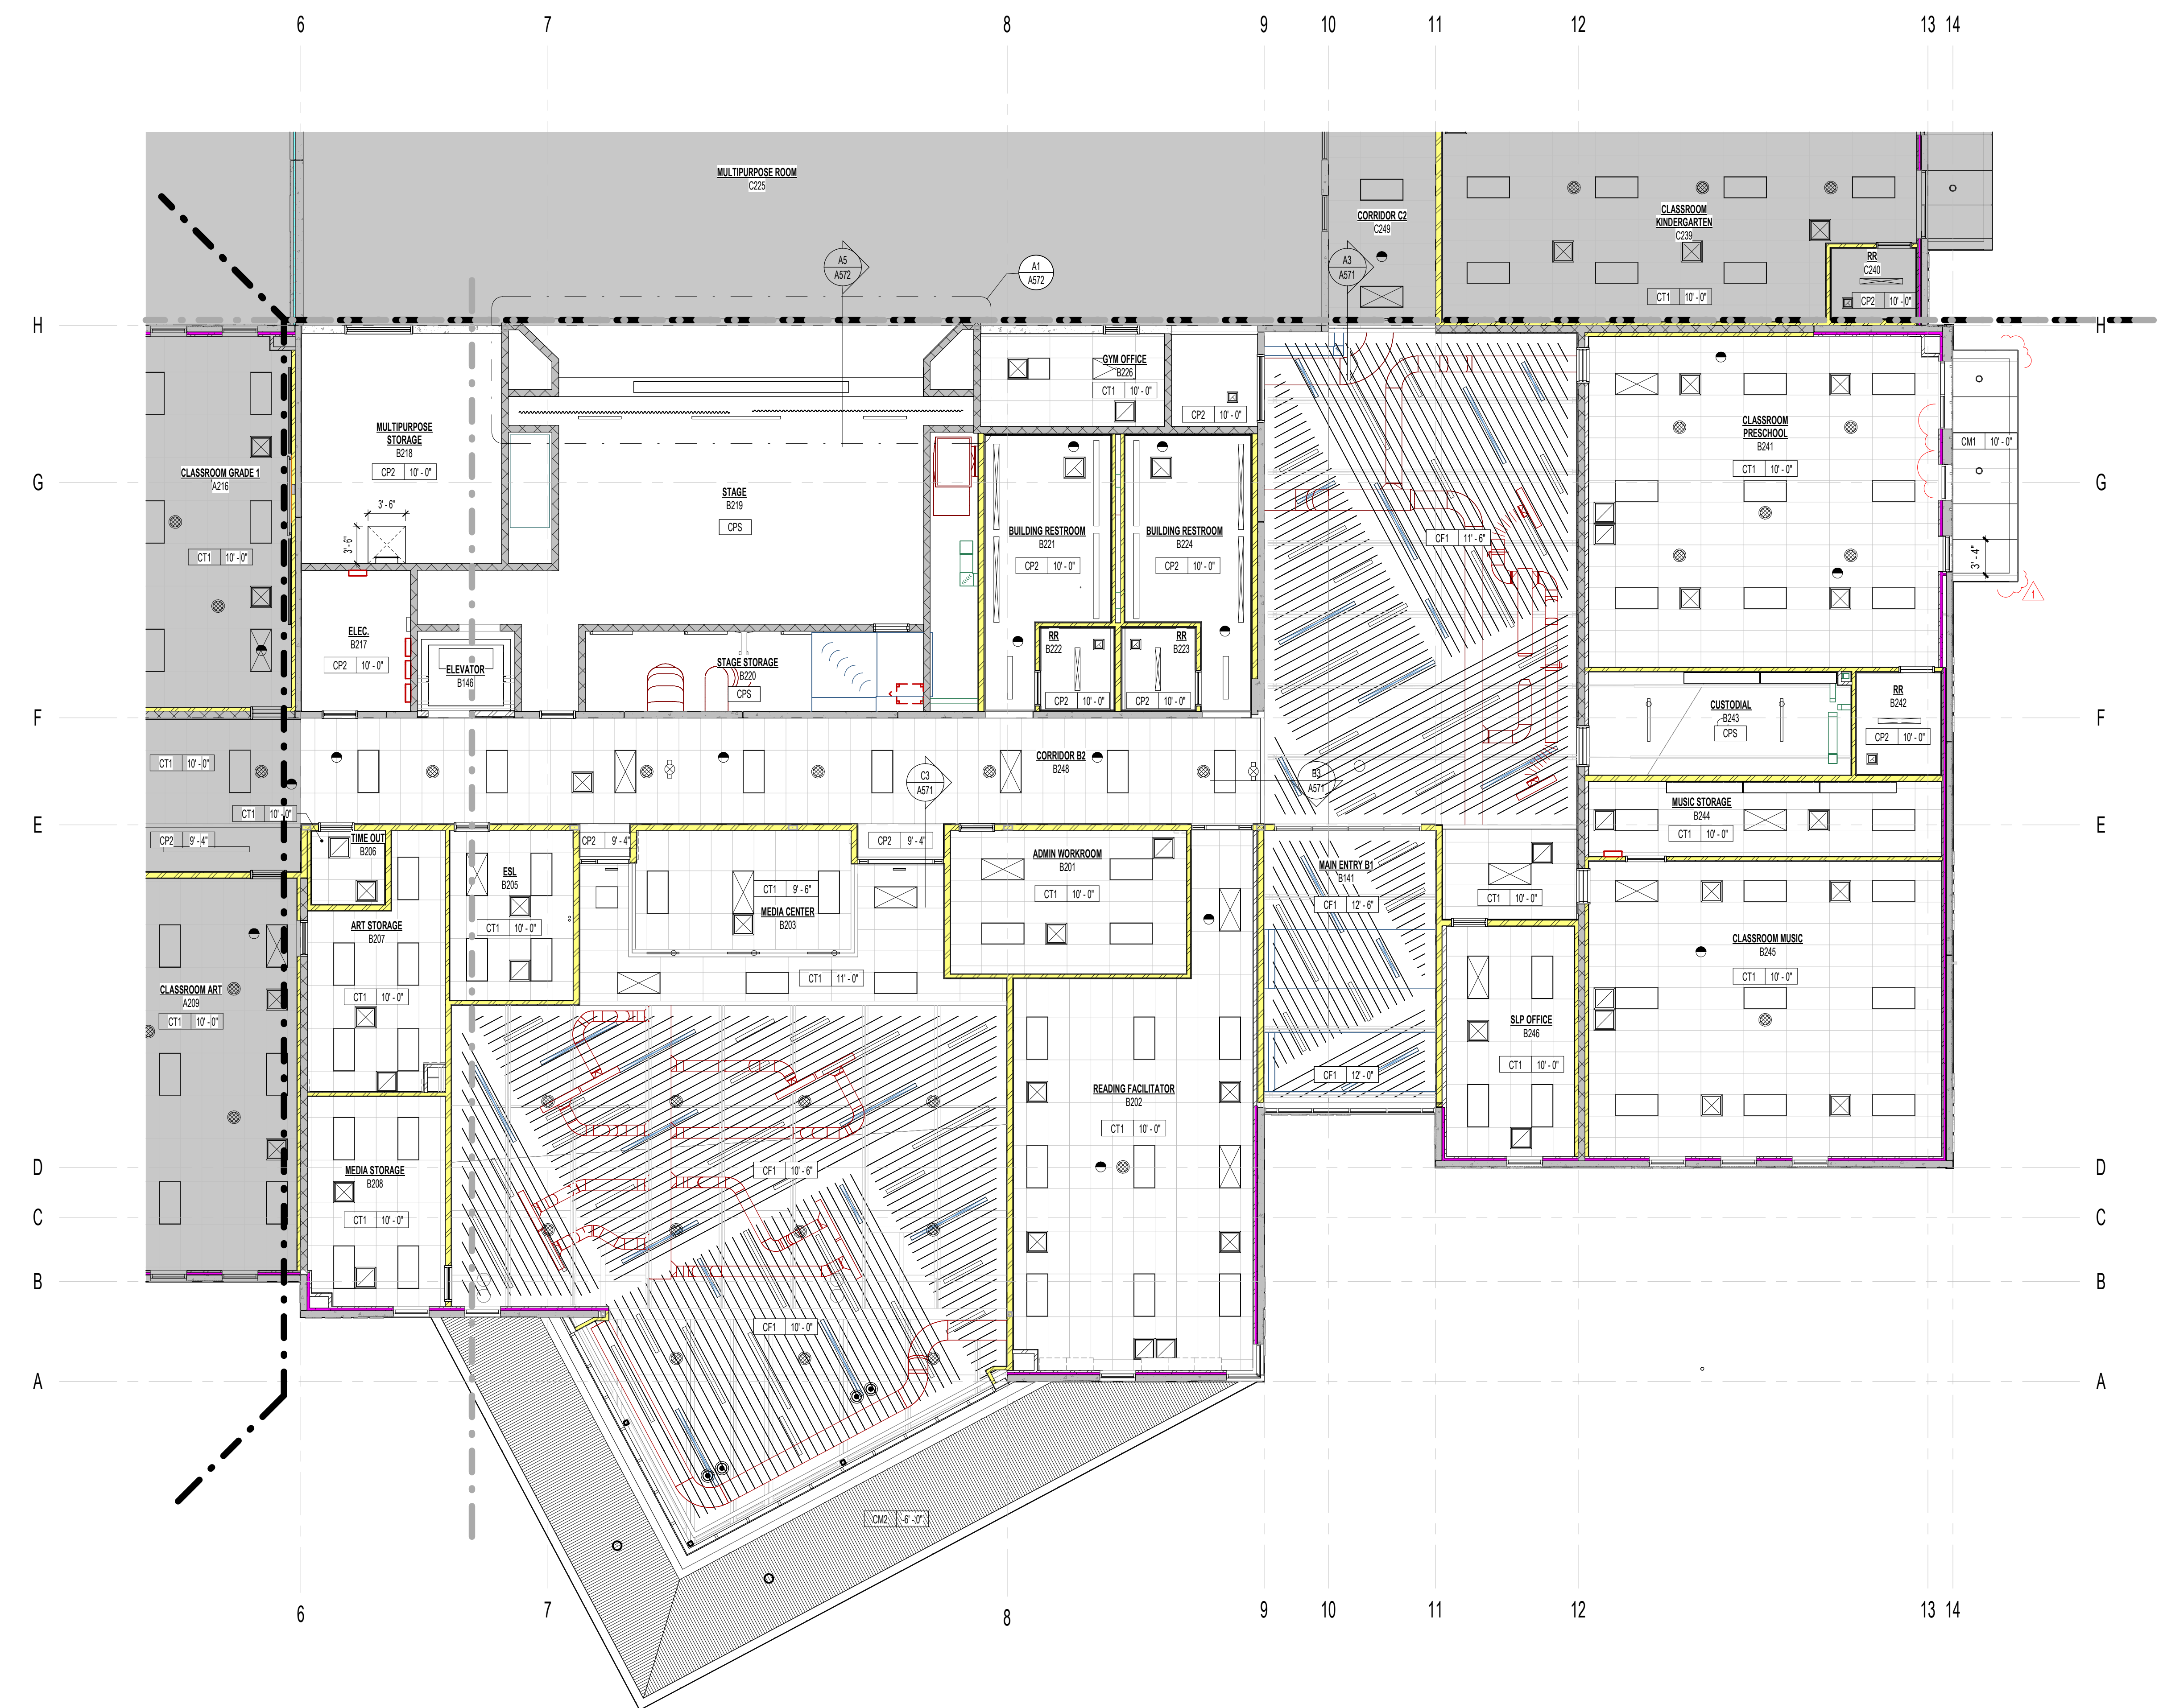 6 7 8 9 10 11 12 13 14
MULTIPURPOSE ROOM
C225
CORRIDOR C2
C249
CLASSROOM
KINDERGARTEN
C239
CT1 10' - 0"
RR
C240
CP2 10' - 0"
A5
A572
A1
A572
A3
A571
H H
GYM OFFICE
B226
CT1 10' - 0"
CP2 10' - 0"
MULTIPURPOSE
STORAGE
B218
CP2 10' - 0"
3' - 6"
3' - 6"
CLASSROOM GRADE 1
A216
CT1 10' - 0"
STAGE
B219
CPS
CLASSROOM
PRESCHOOL
B241
CT1 10' - 0"
CM1 10' - 0"
3' - 4"
1
G G
BUILDING RESTROOM
B221
CP2 10' - 0"
BUILDING RESTROOM
B224
CP2 10' - 0"
CF1 11' - 6"
ELEC.
B217
CP2 10' - 0"
ELEVATOR
B146
STAGE STORAGE
B220
CPS
RR
B222
CP2 10' - 0"
RR
B223
CP2 10' - 0"
CUSTODIAL
B243
CPS
RR
B242
CP2 10' - 0"
F F
CT1 10' - 0"
CORRIDOR B2
B248
C3
A571
B3
A571
MUSIC STORAGE
B244
CT1 10' - 0"
CT1 10' - 0"
E E
CP2 9' - 4"
TIME OUT
B206
CP2 9' - 4"
CP2 9' - 4"
ESL
B205
CT1 10' - 0"
CT1 9' - 6"
MEDIA CENTER
B203
CT1 11' - 0"
ADMIN WORKROOM
B201
CT1 10' - 0"
MAIN ENTRY B1
B141
CF1 12' - 6"
CF1 12' - 0"
CT1 10' - 0"
ART STORAGE
B207
CT1 10' - 0"
CLASSROOM ART
A209
CT1 10' - 0"
CLASSROOM MUSIC
B245
CT1 10' - 0"
SLP OFFICE
B246
CT1 10' - 0"
READING FACILITATOR
B202
CT1 10' - 0"
D D
MEDIA STORAGE
B208
CT1 10' - 0"
CF1 10' - 6"
C C
B B
CF1 10' - 0"
A A
CM2 -6' - 0"
6 7 8 9 10 11 12 13 14